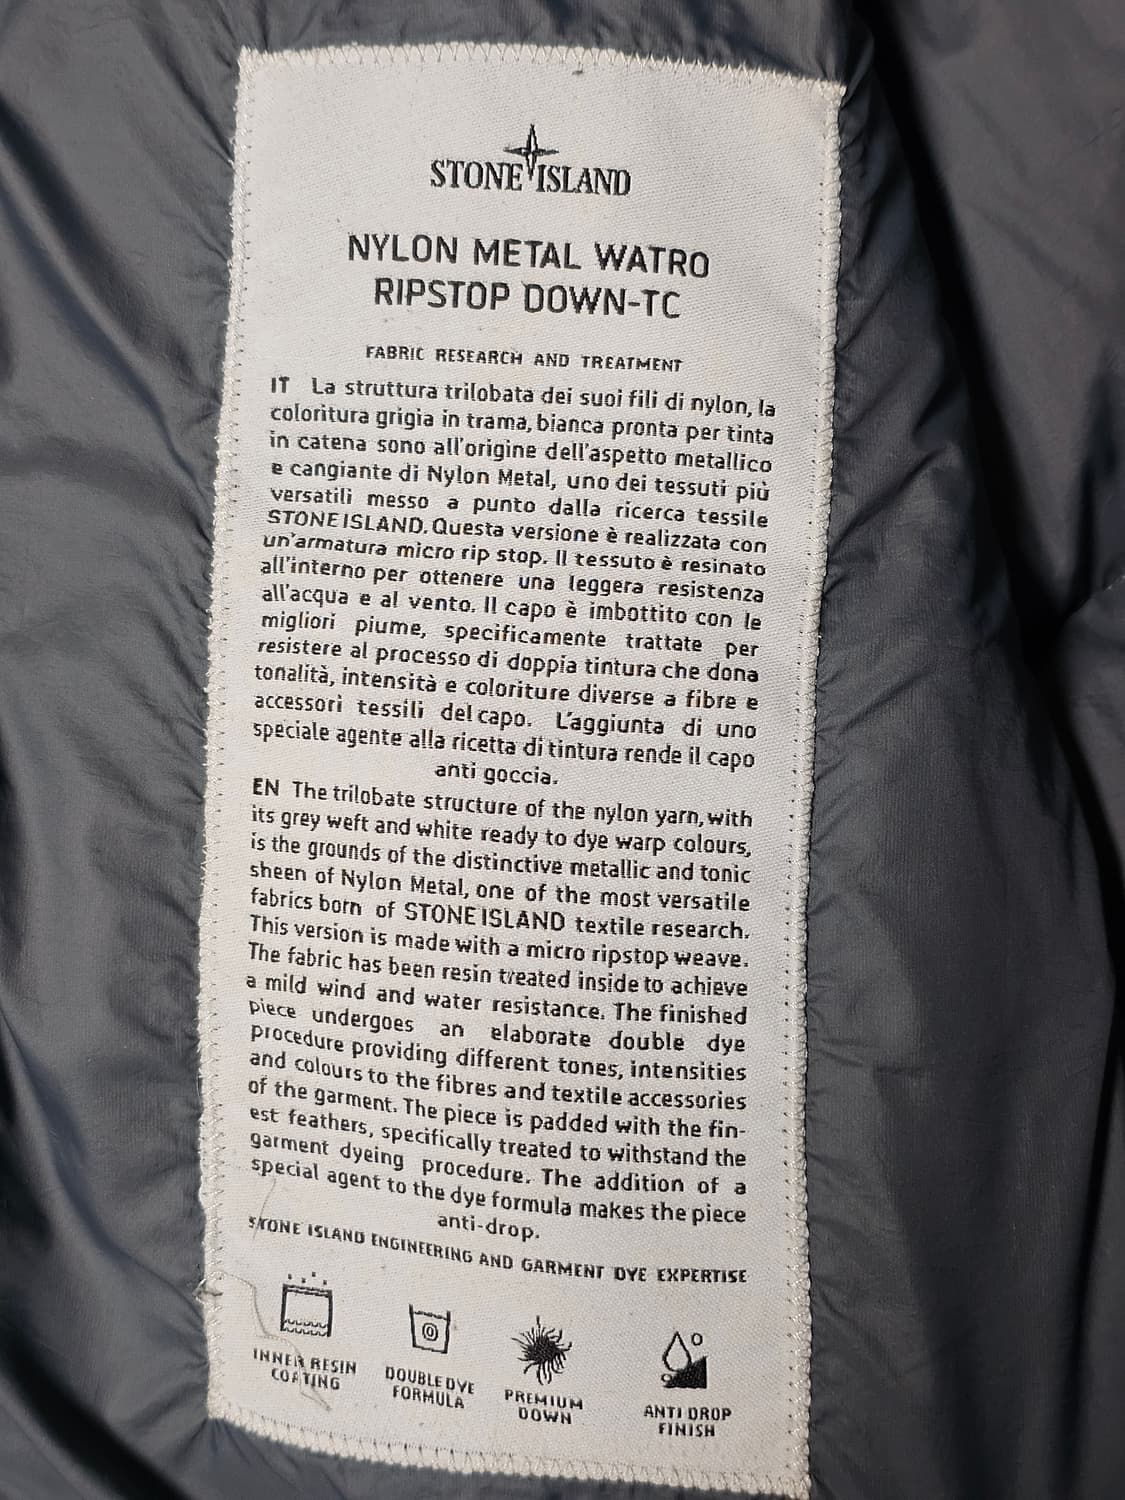 STONE ISLAND
NYLON METAL WATRO
RIPSTOP DOWN-TC
FABRIC RESEARCH AND TREATMENT
IT La struttura trilobata dei suoi fili di nylon, la
coloritura grigia in trama, bianca pronta per tinta
in catena sono all'origine dell'aspetto metallico
e cangiante di Nylon Metal, uno dei tessuti più
versatili messo a punto dalla ricerca tessile
STONE ISLAND. Questa versione è realizzata con
un'armatura micro rip stop. Il tessuto è resinato
all'interno per ottenere una leggera resistenza
all'acqua e al vento. Il capo è imbottito con le
migliori piume, specificamente trattate per
resistere al processo di doppia tintura che dona
tonalità, intensità e coloriture diverse a fibre e
accessori tessili del capo. L'aggiunta di uno
speciale agente alla ricetta di tintura rende il capo
anti goccia.
EN The trilobate structure of the nylon yarn, with
its grey weft and white ready to dye warp colours,
is the grounds of the distinctive metallic and tonic
sheen of Nylon Metal, one of the most versatile
fabrics born of STONE ISLAND textile research.
This version is made with a micro ripstop weave.
The fabric has been resin treated inside to achieve
a mild wind and water resistance. The finished
piece undergoes an elaborate double dye
procedure providing different tones, intensities
and colours to the fibres and textile accessories
of the garment. The piece is padded with the fin-
est feathers, specifically treated to withstand the
garment dyeing procedure. The addition of a
special agent to the dye formula makes the piece
anti-drop.
STONE ISLAND ENGINEERING AND GARMENT DYE EXPERTISE
INNER RESIN
COATING
DOUBLE DYE
FORMULA
PREMIUM
DOWN
ANTI DROP
FINISH